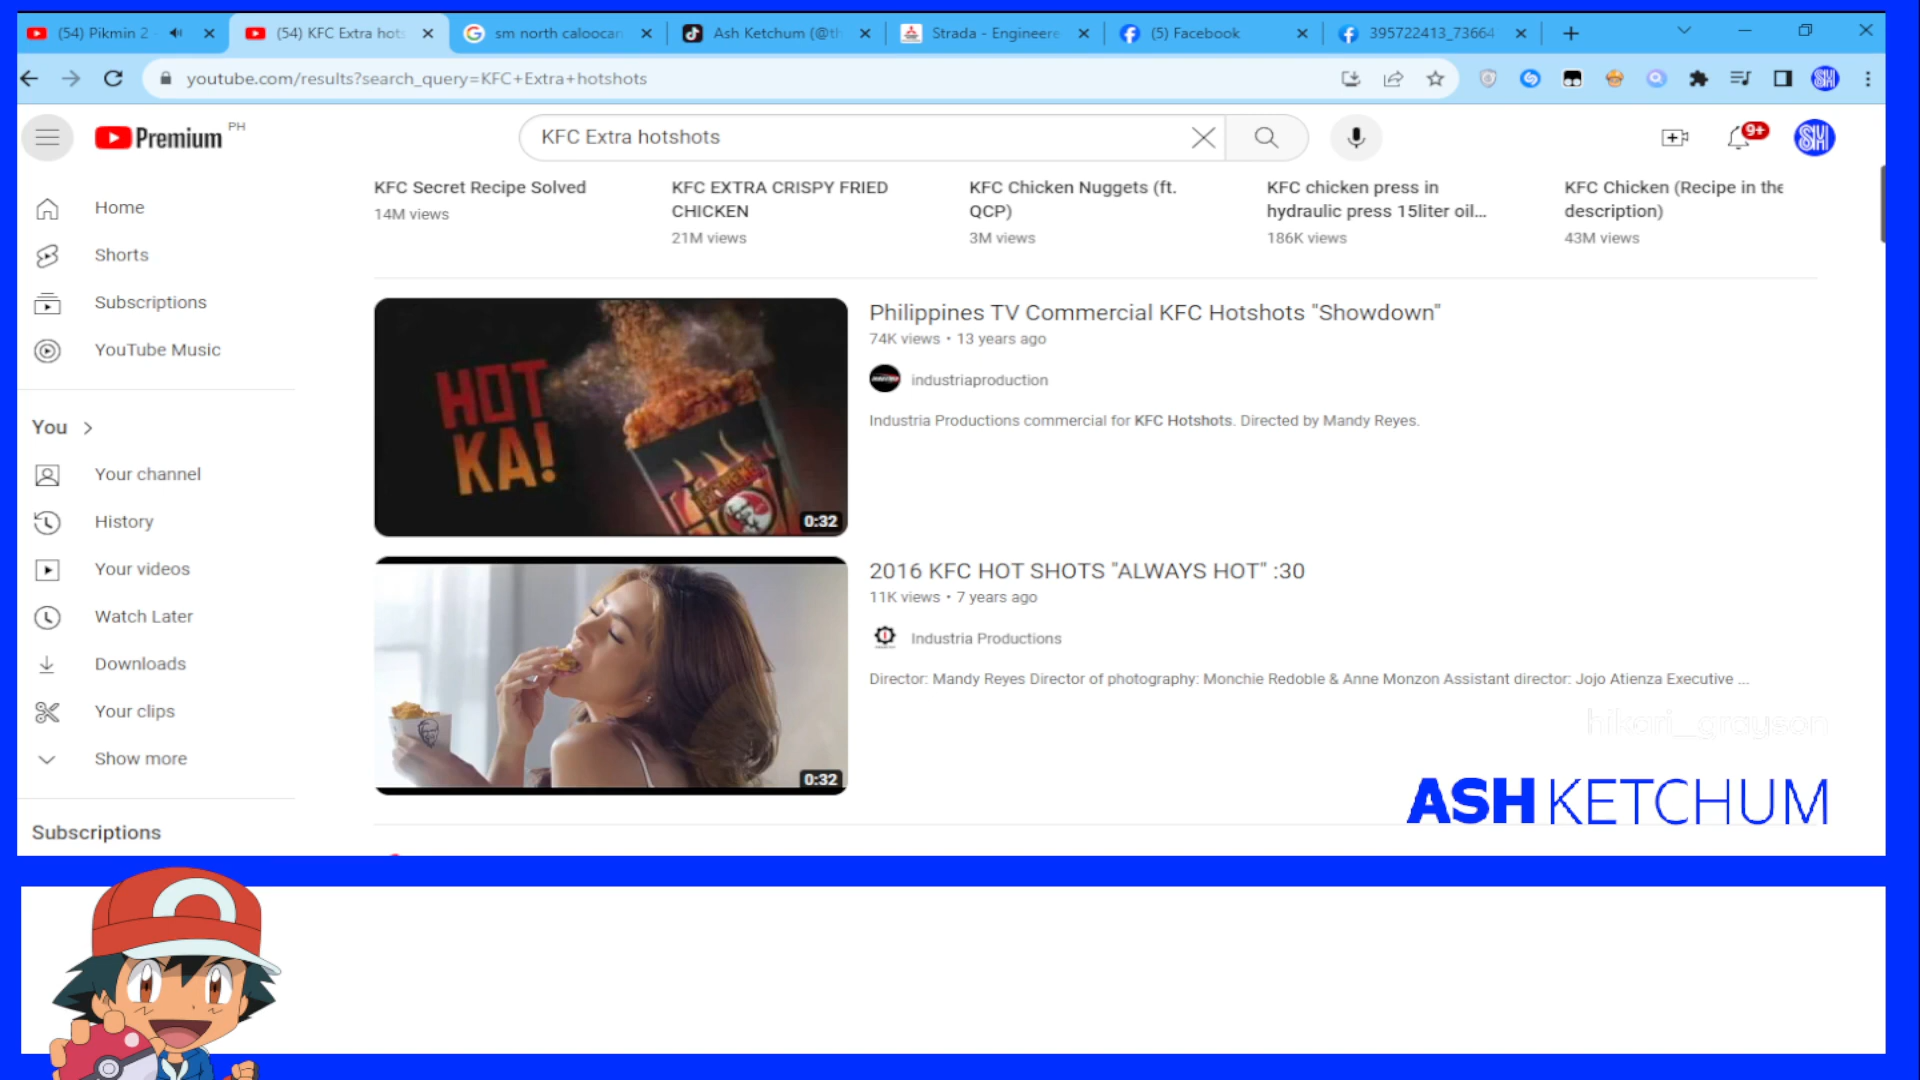 (54) Pikmin 2
(54) KFC Extra hots
sm north caloocan
Ash Ketchum (@th
Strada - Engineere
(5) Facebook
395722413_73664
youtube.com/results?search_query=KFC+Extra+hotshots
Premium PH
KFC Extra hotshots
9+
SM
Home
Shorts
Subscriptions
YouTube Music
You
Your channel
History
Your videos
Watch Later
Downloads
Your clips
Show more
Subscriptions
KFC Secret Recipe Solved
14M views
KFC EXTRA CRISPY FRIED
CHICKEN
21M views
KFC Chicken Nuggets (ft.
QCP)
3M views
KFC chicken press in
hydraulic press 15liter oil...
186K views
KFC Chicken (Recipe in the
description)
43M views
HOT
KA!
EXTREME
0:32
Philippines TV Commercial KFC Hotshots "Showdown"
74K views • 13 years ago
industriaproduction
Industria Productions commercial for KFC Hotshots. Directed by Mandy Reyes.
0:32
2016 KFC HOT SHOTS "ALWAYS HOT" :30
11K views • 7 years ago
Industria Productions
Director: Mandy Reyes Director of photography: Monchie Redoble & Anne Monzon Assistant director: Jojo Atienza Executive ...
hikari_grayson
ASH KETCHUM